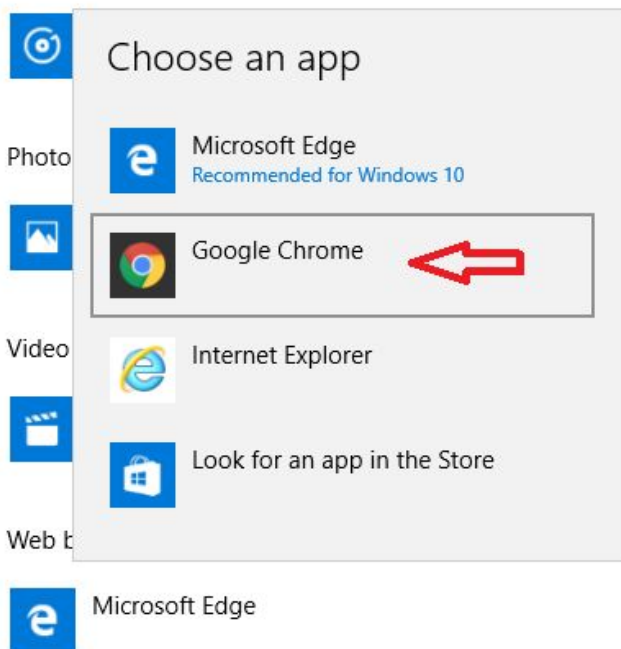 Choose an app
Microsoft Edge
Recommended for Windows 10
Photo
Google Chrome
Video
Internet Explorer
Look for an app in the Store
Web b
Microsoft Edge